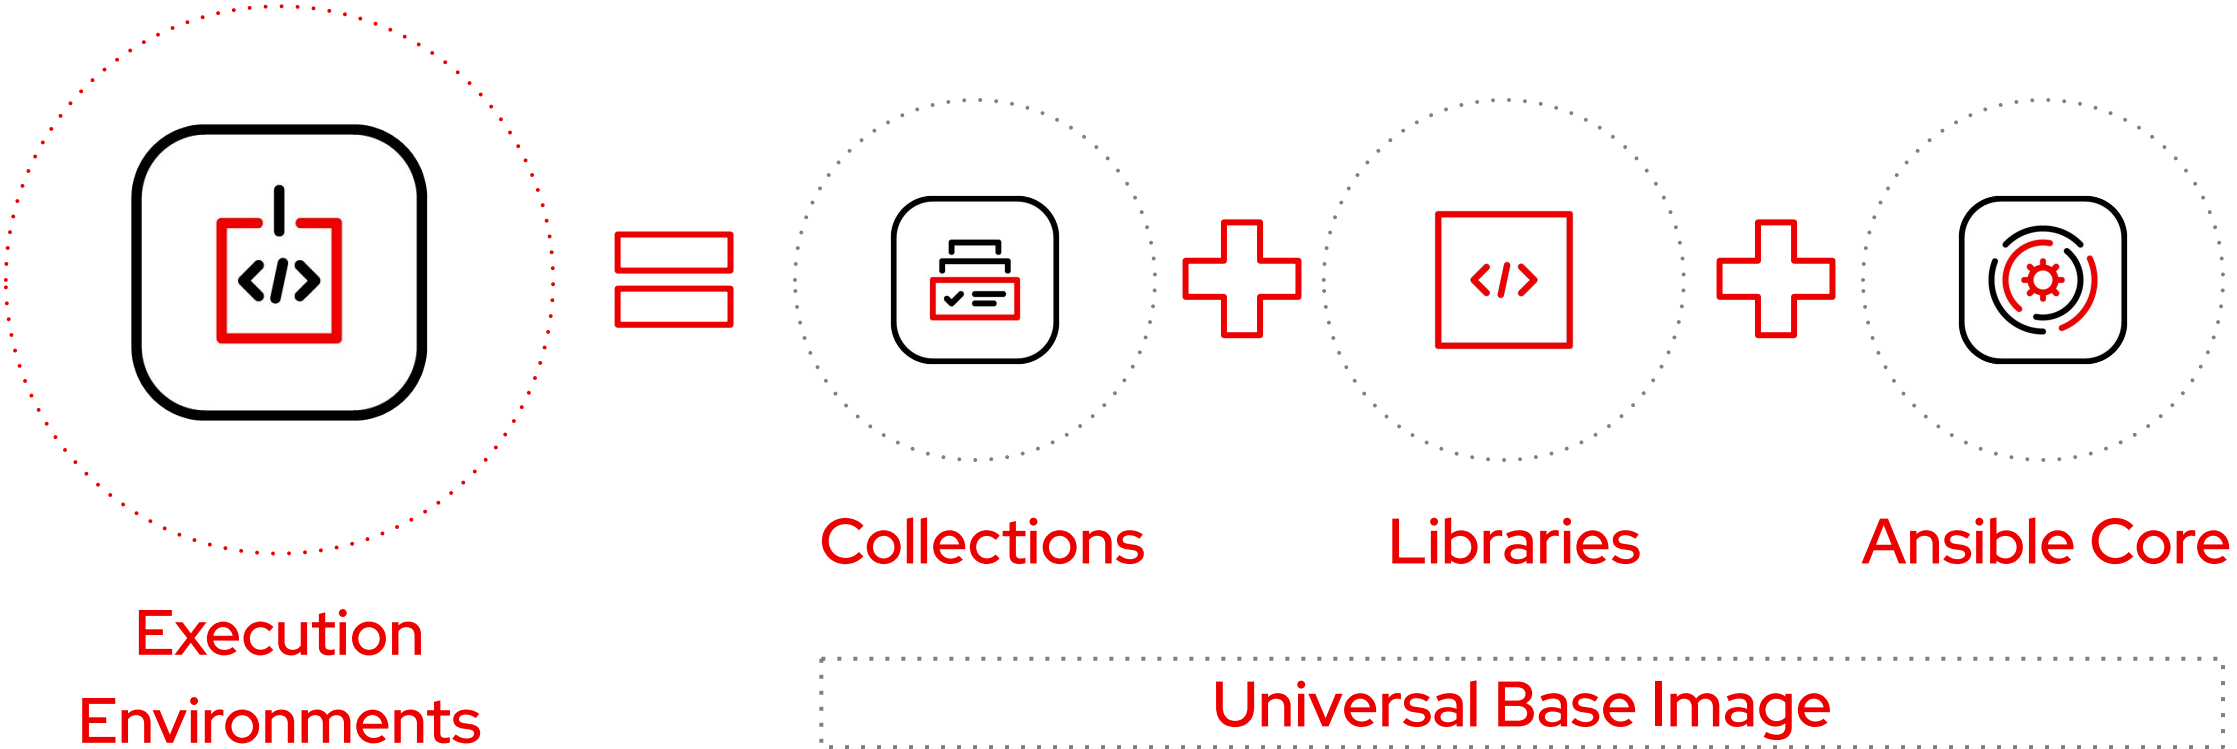 Execution
Environments
Collections
Libraries
Ansible Core
Universal Base Image